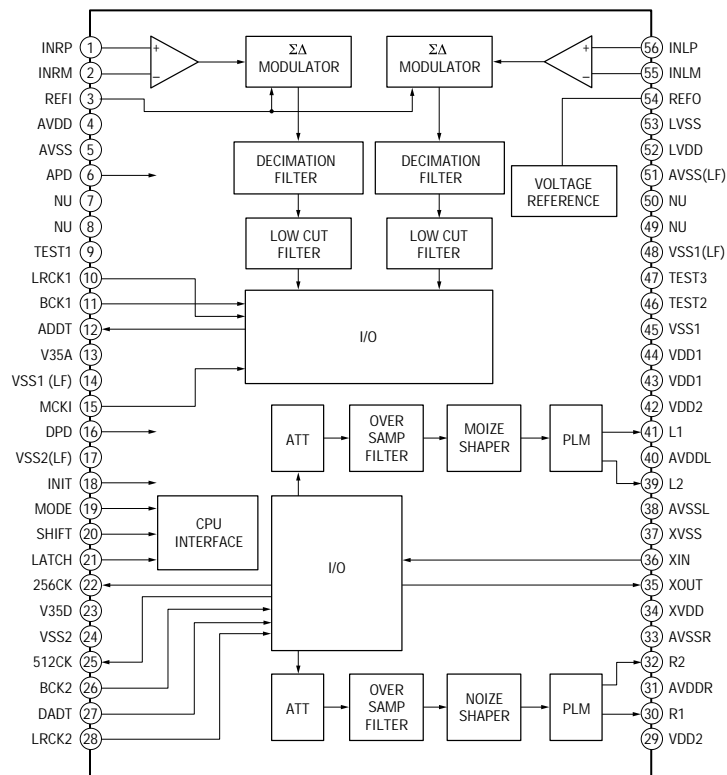 INRP 1
INRM 2
REFI 3
AVDD 4
AVSS 5
APD 6
NU 7
NU 8
TEST1 9
LRCK1 10
BCK1 11
ADDT 12
V35A 13
VSS1 (LF) 14
MCKI 15
DPD 16
VSS2(LF) 17
INIT 18
MODE 19
SHIFT 20
LATCH 21
256CK 22
V35D 23
VSS2 24
512CK 25
BCK2 26
DADT 27
LRCK2 28
+
−
ΣΔ
MODULATOR
ΣΔ
MODULATOR
+
−
DECIMATION
FILTER
DECIMATION
FILTER
VOLTAGE
REFERENCE
LOW CUT
FILTER
LOW CUT
FILTER
I/O
ATT
OVER
SAMP
FILTER
MOIZE
SHAPER
PLM
CPU
INTERFACE
I/O
ATT
OVER
SAMP
FILTER
NOIZE
SHAPER
PLM
56 INLP
55 INLM
54 REFO
53 LVSS
52 LVDD
51 AVSS(LF)
50 NU
49 NU
48 VSS1(LF)
47 TEST3
46 TEST2
45 VSS1
44 VDD1
43 VDD1
42 VDD2
41 L1
40 AVDDL
39 L2
38 AVSSL
37 XVSS
36 XIN
35 XOUT
34 XVDD
33 AVSSR
32 R2
31 AVDDR
30 R1
29 VDD2